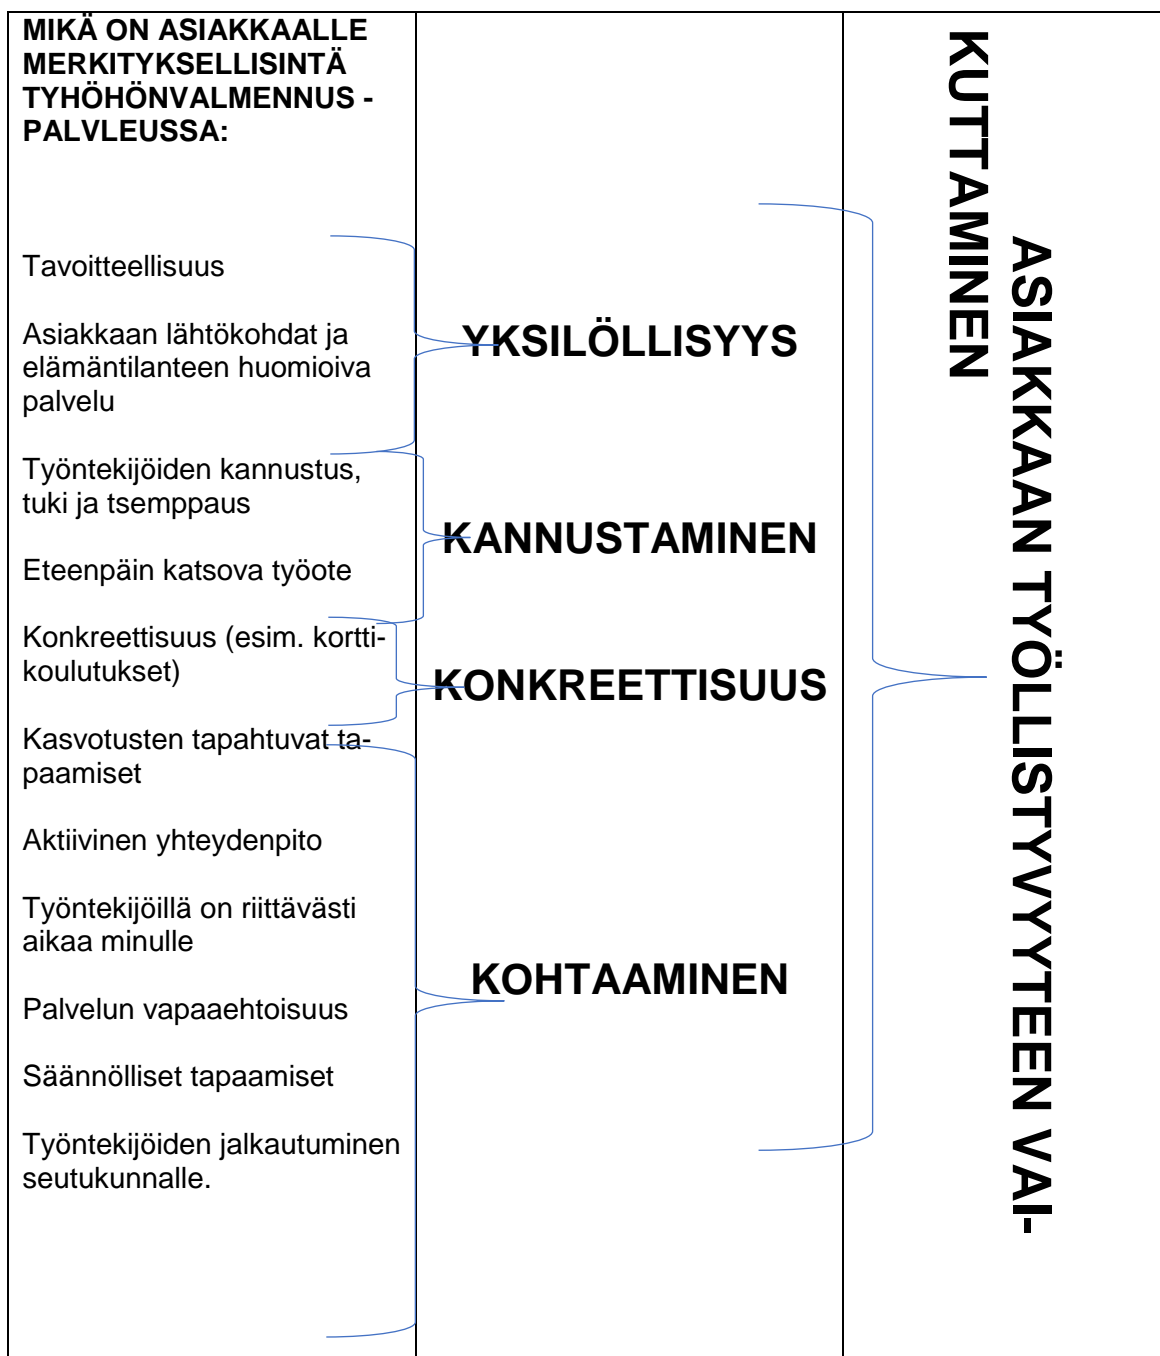 MIKÄ ON ASIAKKAALLE
MERKITYKSELLISINTÄ
TYHÖHÖNVALMENNUS -
PALVLEUSSA:
Tavoitteellisuus
Asiakkaan lähtökohdat ja
elämäntilanteen huomioiva
palvelu
Työntekijöiden kannustus,
tuki ja tsemppaus
Eteenpäin katsova työote
Konkreettisuus (esim. kortti-
koulutukset)
Kasvotusten tapahtuvat ta-
paamiset
Aktiivinen yhteydenpito
Työntekijöillä on riittävästi
aikaa minulle
Palvelun vapaaehtoisuus
Säännölliset tapaamiset
Työntekijöiden jalkautuminen
seutukunnalle.
YKSILÖLLISYYS
KANNUSTAMINEN
KONKREETTISUUS
KOHTAAMINEN
ASIAKKAAN TYÖLLISTYVYYTEEN VAI-
KUTTAMINEN